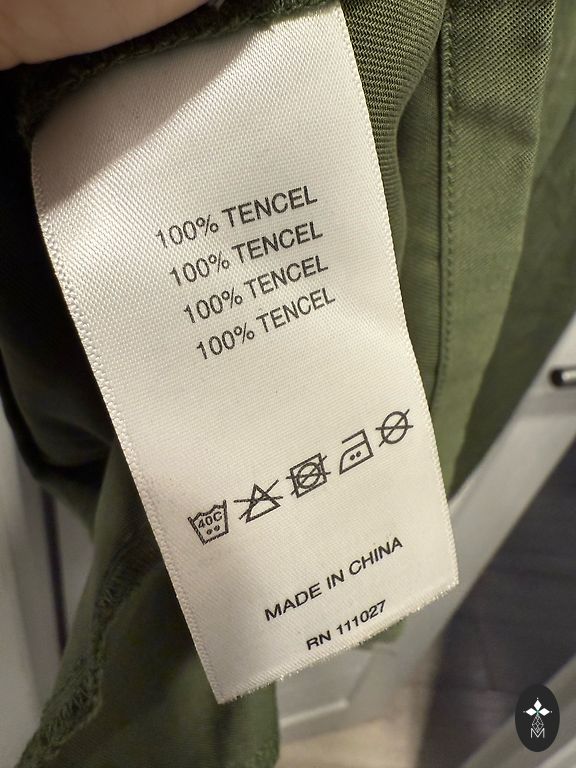 100% TENCEL
100% TENCEL
100% TENCEL
100% TENCEL
40C
MADE IN CHINA
RN 111027
M